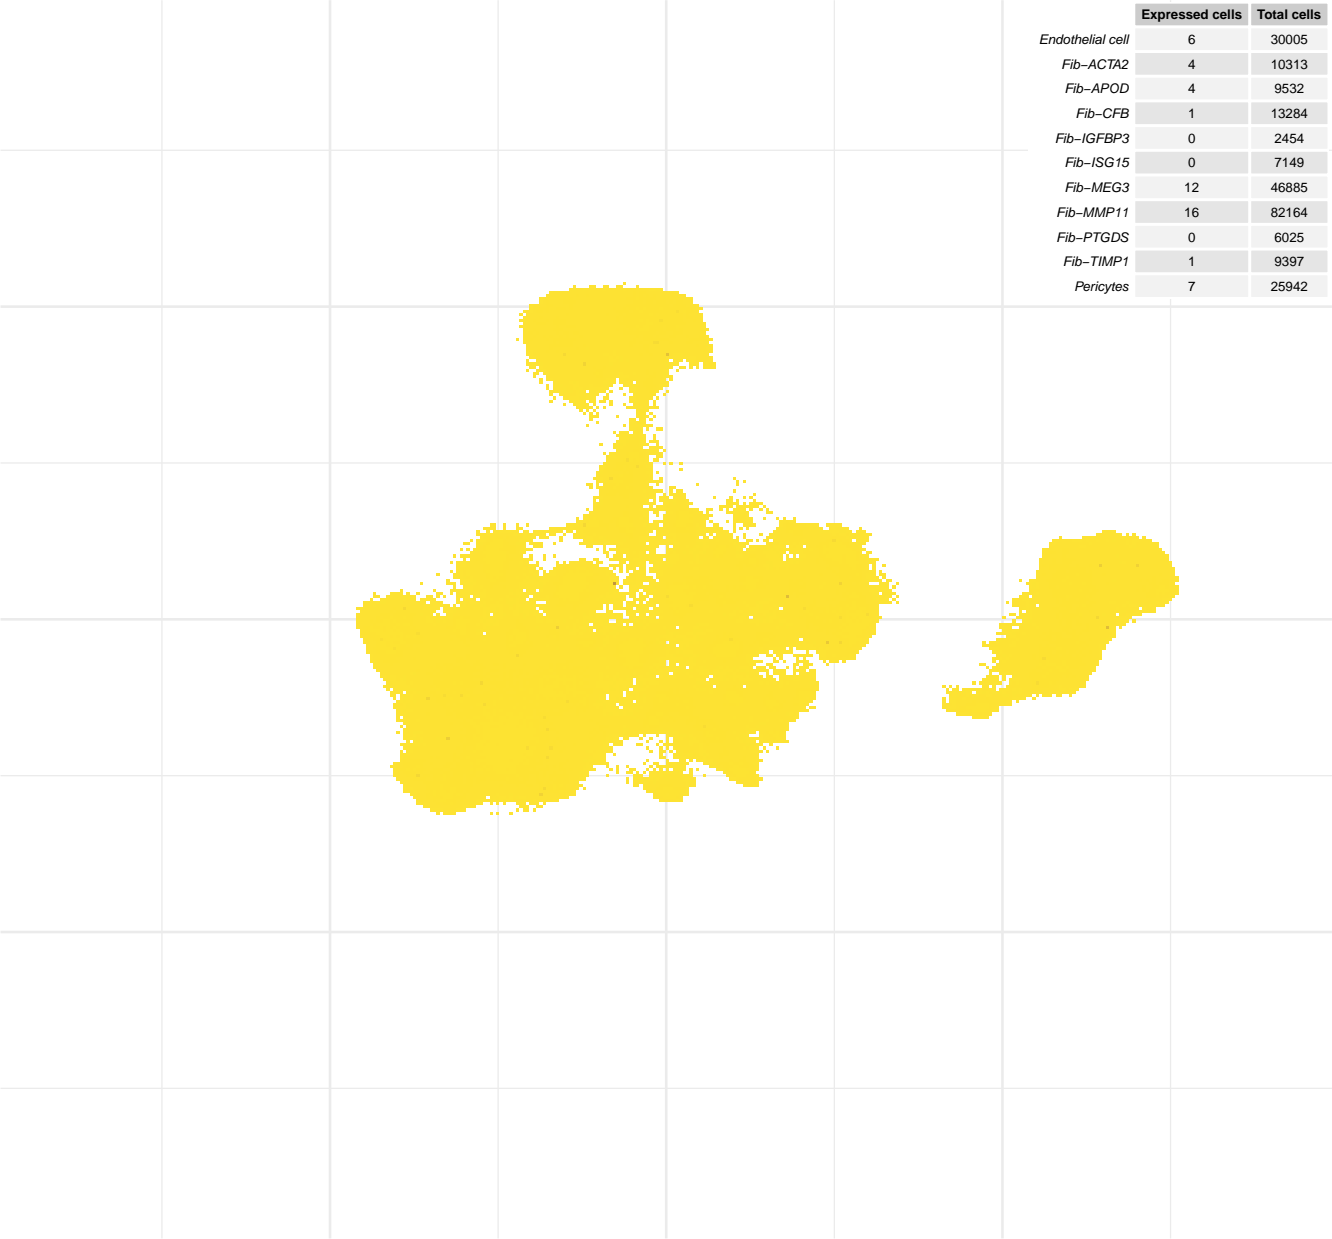 Expressed cells Total cells
Endothelial cell 6 30005
Fib−ACTA2 4 10313
Fib−APOD 4 9532
Fib−CFB 1 13284
Fib−IGFBP3 0 2454
Fib−ISG15 0 7149
Fib−MEG3 12 46885
Fib−MMP11 16 82164
Fib−PTGDS 0 6025
Fib−TIMP1 1 9397
Pericytes 7 25942